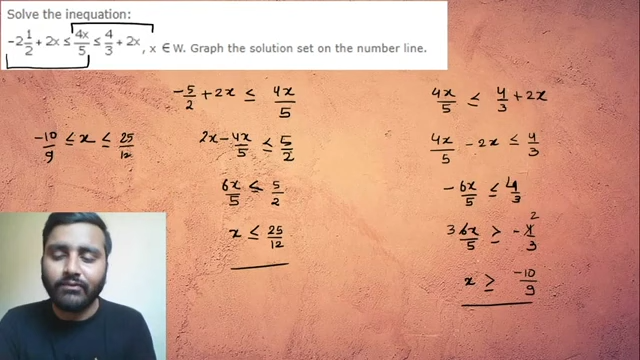 Solve the inequation:
-2 1/2 + 2x ≤ 4x/5 ≤ 4/3 + 2x, x ∈ W. Graph the solution set on the number line.
-5/2 + 2x ≤ 4x/5
2x - 4x/5 ≤ 5/2
6x/5 ≤ 5/2
x ≤ 25/12
4x/5 ≤ 4/3 + 2x
4x/5 - 2x ≤ 4/3
-6x/5 ≤ 4/3
3 6x/5 ≥ -4/3 2
x ≥ -10/9
-10/9 ≤ x ≤ 25/12